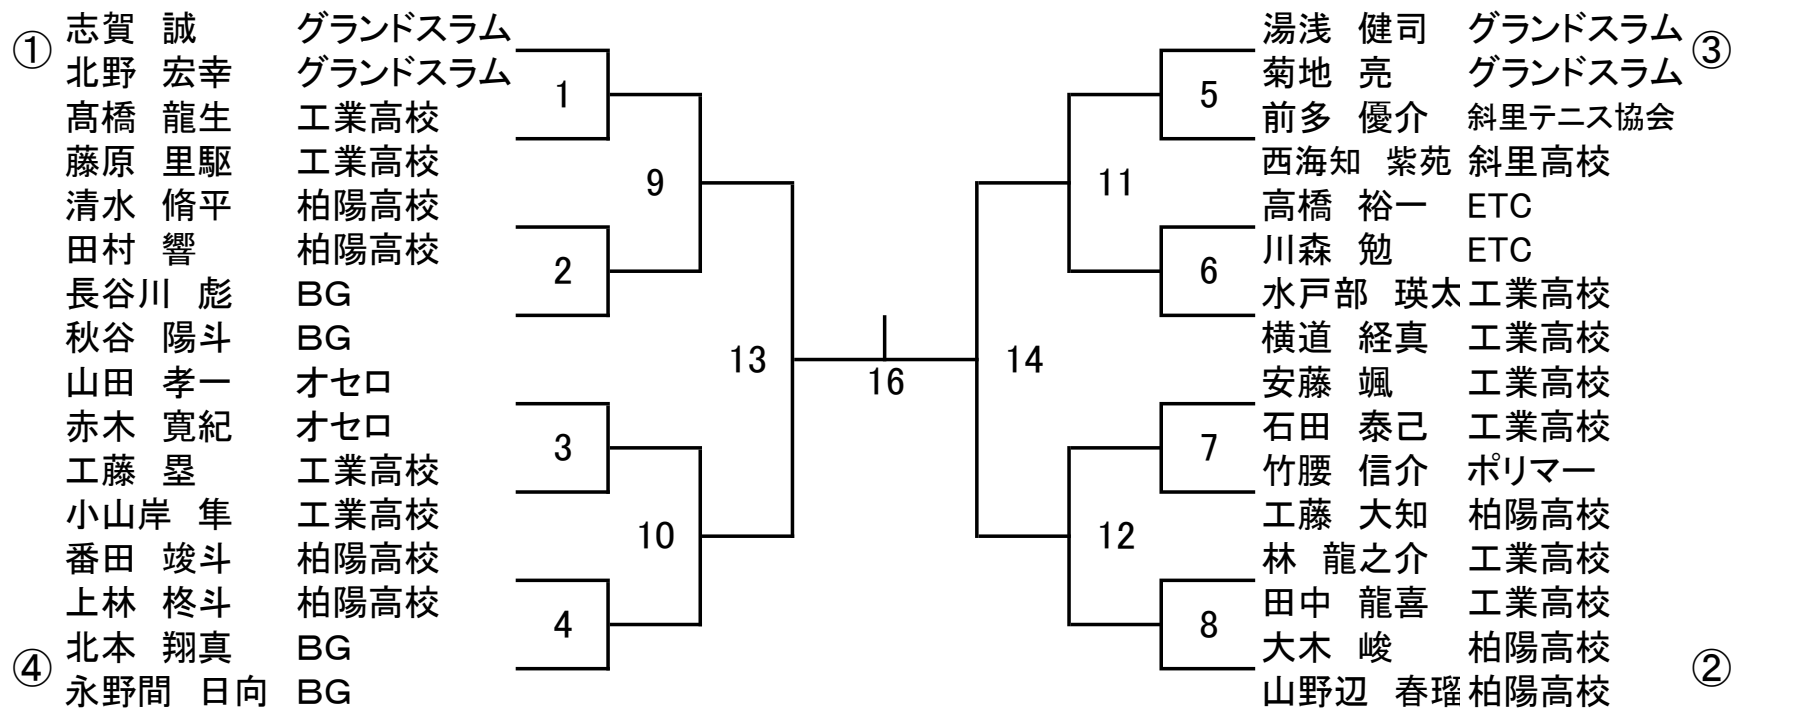 ① 志賀 誠 グランドスラム
北野 宏幸 グランドスラム
髙橋 龍生 工業高校
藤原 里駆 工業高校
清水 脩平 柏陽高校
田村 響 柏陽高校
長谷川 彪 BG
秋谷 陽斗 BG
山田 孝一 オセロ
赤木 寛紀 オセロ
工藤 塁 工業高校
小山岸 隼 工業高校
番田 竣斗 柏陽高校
上林 柊斗 柏陽高校
④ 北本 翔真 BG
永野間 日向 BG
1
2
3
4
9
10
13
16
14
11
12
5
6
7
8
湯浅 健司 グランドスラム ③
菊地 亮 グランドスラム
前多 優介 斜里テニス協会
西海知 紫苑 斜里高校
高橋 裕一 ETC
川森 勉 ETC
水戸部 瑛太 工業高校
横道 経真 工業高校
安藤 颯 工業高校
石田 泰己 工業高校
竹腰 信介 ポリマー
工藤 大知 柏陽高校
林 龍之介 工業高校
田中 龍喜 工業高校
大木 峻 柏陽高校 ②
山野辺 春瑠 柏陽高校